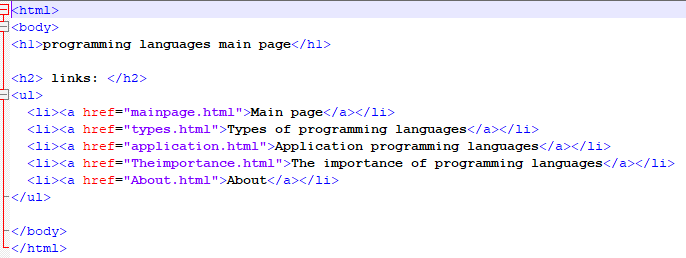 <html>
<body>
<h1>programming languages main page</h1>
<h2> links: </h2>
<ul>
<li><a href="mainpage.html">Main page</a></li>
<li><a href="types.html">Types of programming languages</a></li>
<li><a href="application.html">Application programming languages</a></li>
<li><a href="Theimportance.html">The importance of programming languages</a></li>
<li><a href="About.html">About</a></li>
</ul>
</body>
</html>